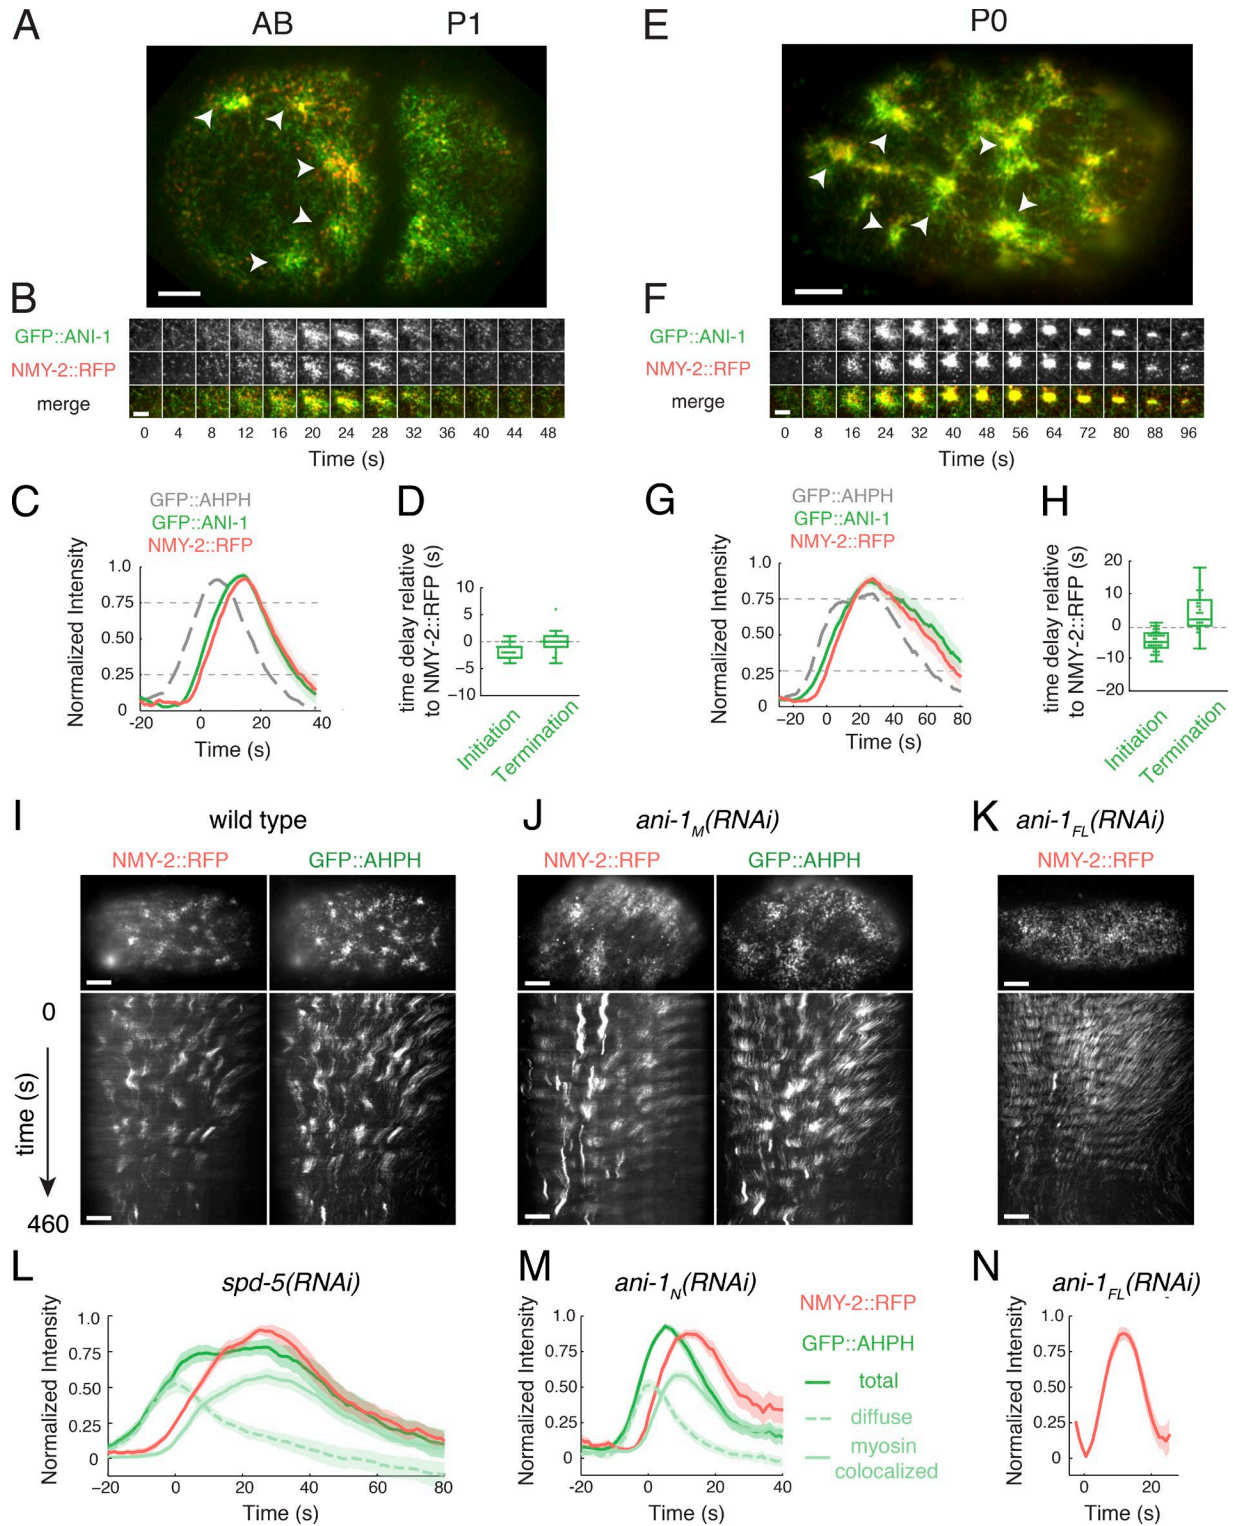 A
AB
P1
B
GFP::ANI-1
NMY-2::RFP
merge
0 4 8 12 16 20 24 28 32 36 40 44 48
Time (s)
C
GFP::AHPH
GFP::ANI-1
NMY-2::RFP
Normalized Intensity
1.0
0.75
0.50
0.25
0
-20 0 20 40
Time (s)
D
time delay relative
to NMY-2::RFP (s)
10
5
0
-5
-10
Initiation
Termination
E
P0
F
GFP::ANI-1
NMY-2::RFP
merge
0 8 16 24 32 40 48 56 64 72 80 88 96
Time (s)
G
GFP::AHPH
GFP::ANI-1
NMY-2::RFP
Normalized Intensity
1.0
0.75
0.50
0.25
0
-20 0 20 40 60 80
Time (s)
H
time delay relative
to NMY-2::RFP (s)
20
10
0
-10
-20
Initiation
Termination
I
wild type
NMY-2::RFP GFP::AHPH
0
time (s)
460
J
ani-1M(RNAi)
NMY-2::RFP GFP::AHPH
K
ani-1FL(RNAi)
NMY-2::RFP
L
spd-5(RNAi)
Normalized Intensity
1.0
0.75
0.50
0.25
0
-20 0 20 40 60 80
Time (s)
M
ani-1N(RNAi)
Normalized Intensity
1.0
0.75
0.50
0.25
0
-20 0 20 40
Time (s)
NMY-2::RFP
GFP::AHPH
total
diffuse
myosin
colocalized
N
ani-1FL(RNAi)
Normalized Intensity
1.0
0.75
0.50
0.25
0
0 20
Time (s)